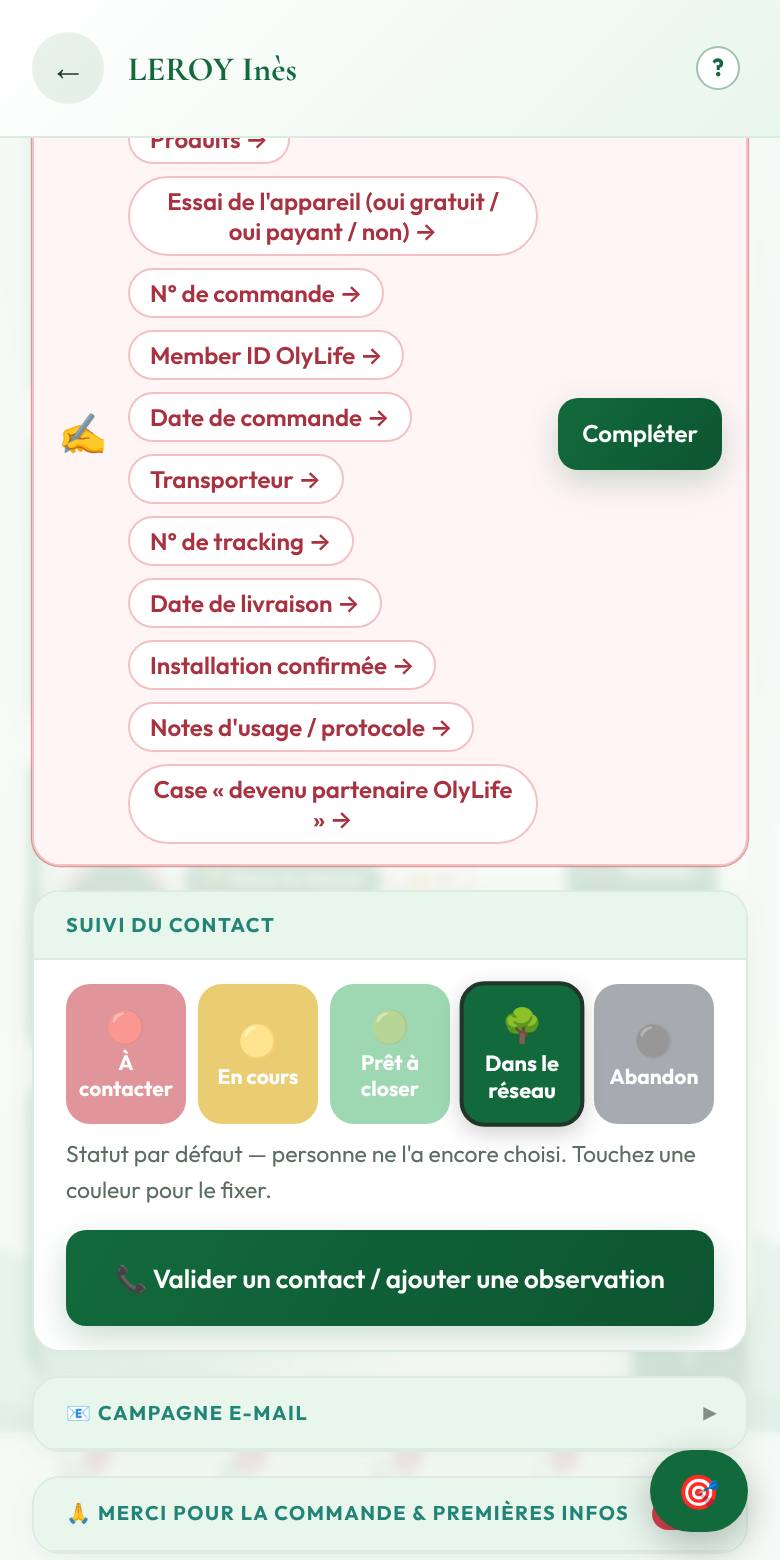 ←
LEROY Inès
?
Produits →
Essai de l'appareil (oui gratuit /
oui payant / non) →
N° de commande →
Member ID OlyLife →
Date de commande →
Compléter
Transporteur →
N° de tracking →
Date de livraison →
Installation confirmée →
Notes d'usage / protocole →
Case « devenu partenaire OlyLife
» →
SUIVI DU CONTACT
À
contacter
En cours
Prêt à
closer
Dans le
réseau
Abandon
Statut par défaut — personne ne l'a encore choisi. Touchez une
couleur pour le fixer.
Valider un contact / ajouter une observation
CAMPAGNE E-MAIL
MERCI POUR LA COMMANDE & PREMIÈRES INFOS